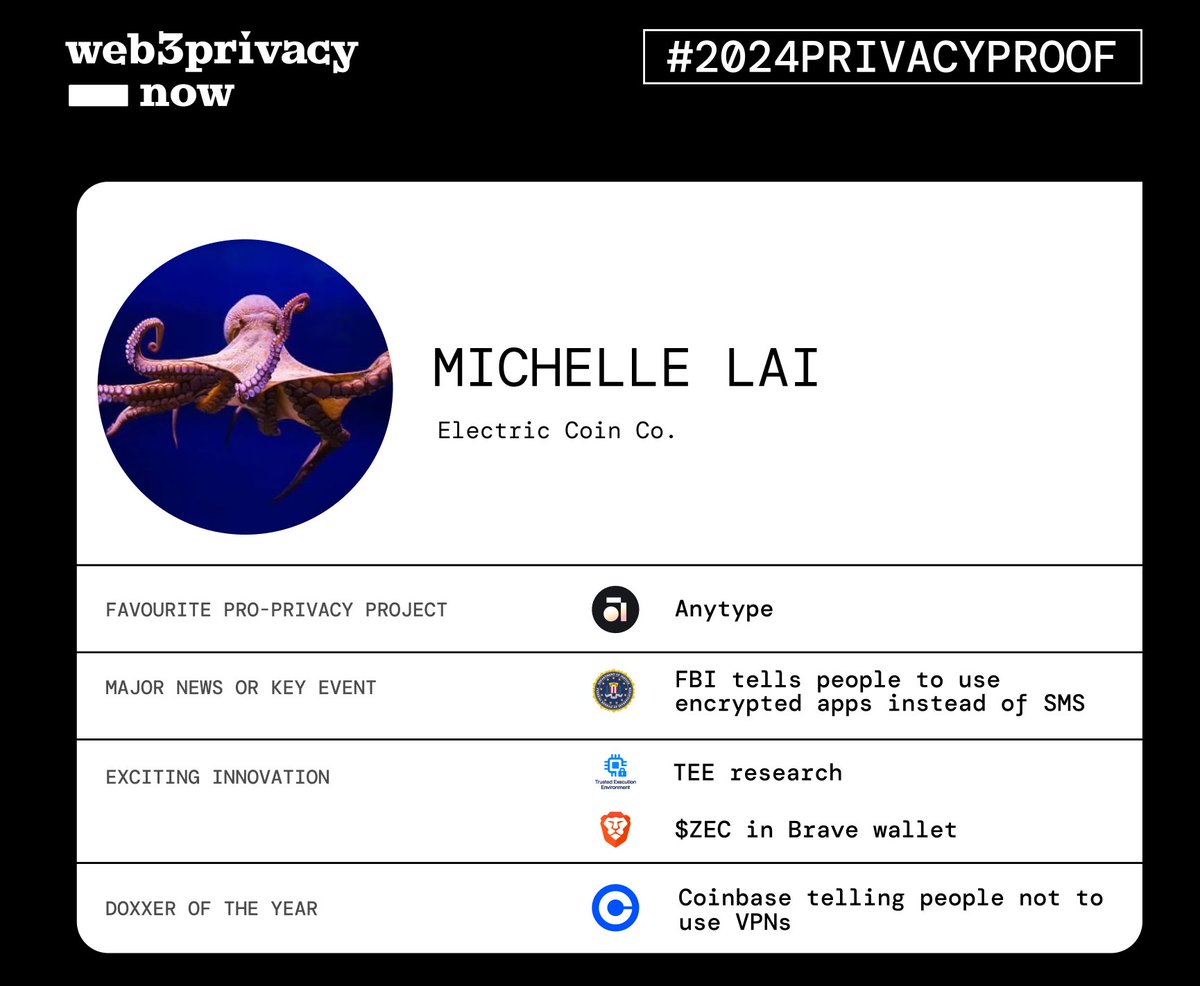 web3privacy
now
#2024PRIVACYPROOF
MICHELLE LAI
Electric Coin Co.
FAVOURITE PRO-PRIVACY PROJECT
Anytype
MAJOR NEWS OR KEY EVENT
FBI tells people to use
encrypted apps instead of SMS
EXCITING INNOVATION
Trusted Execution
Environment
TEE research
$ZEC in Brave wallet
DOXXER OF THE YEAR
Coinbase telling people not to
use VPNs